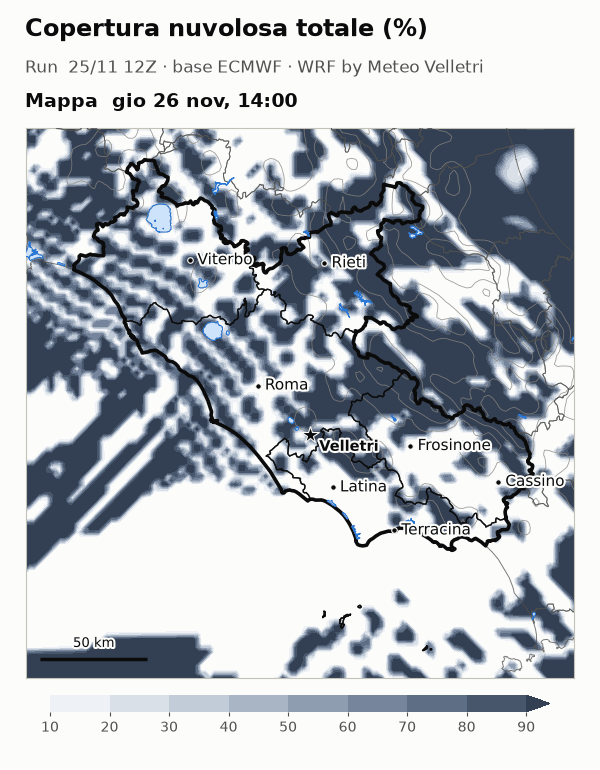 Copertura nuvolosa totale (%)
Run  25/11 12Z · base ECMWF · WRF by Meteo Velletri
Mappa  gio 26 nov, 14:00
Viterbo
Rieti
Roma
Velletri
Frosinone
Cassino
Latina
Terracina
50 km
10 20 30 40 50 60 70 80 90